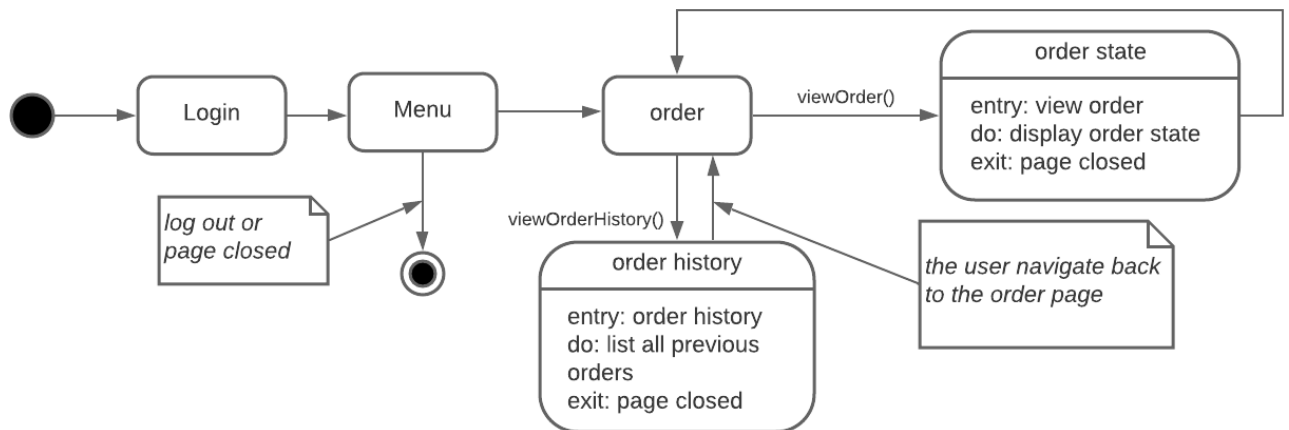 order state
Login
Menu
order
viewOrder()
entry: view order
do: display order state
exit: page closed
log out or
page closed
viewOrderHistory()
order history
entry: order history
do: list all previous
orders
exit: page closed
the user navigate back
to the order page